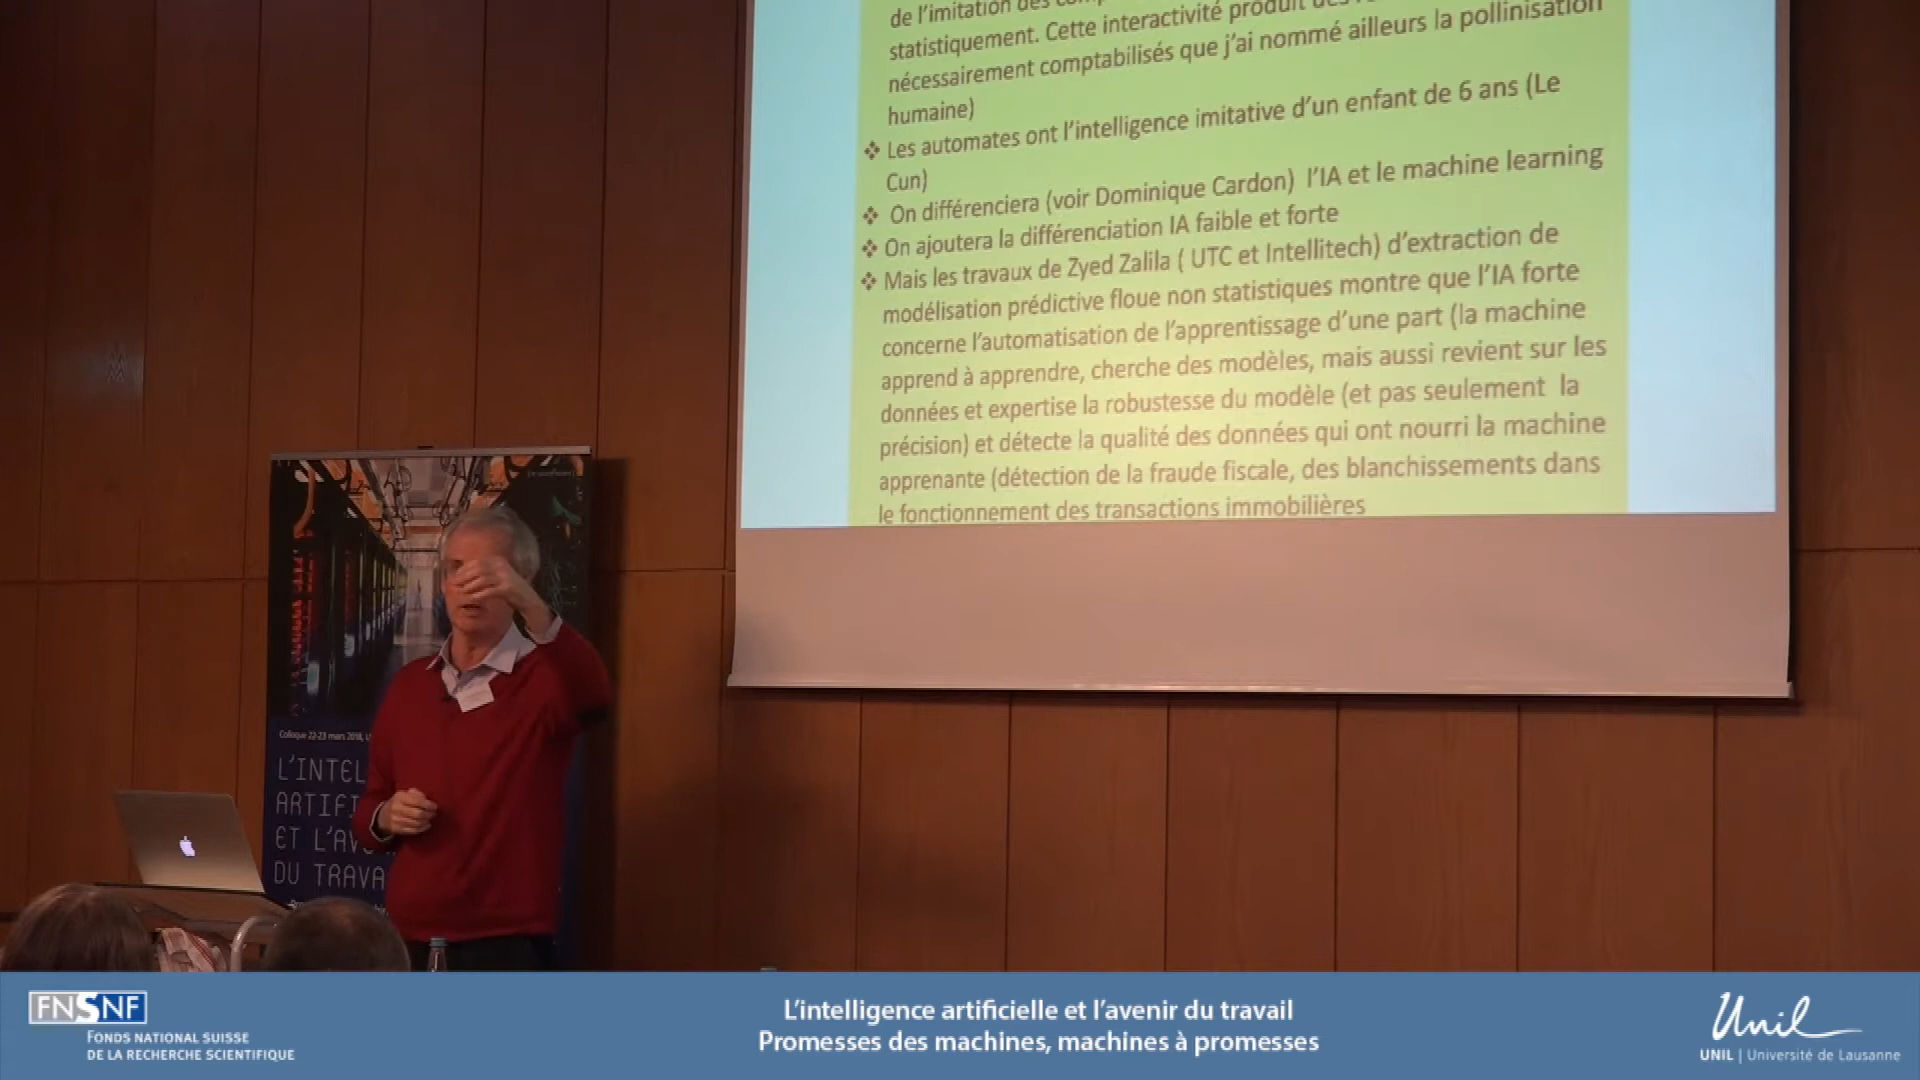 de l'imitation des
statistiquement. Cette interactivité produit des
nécessairement comptabilisés que j'ai nommé ailleurs la pollinisation
humaine)
❖ Les automates ont l'intelligence imitative d'un enfant de 6 ans (Le
Cun)
❖ On différenciera (voir Dominique Cardon) l'IA et le machine learning
❖ On ajoutera la différenciation IA faible et forte
❖ Mais les travaux de Zyed Zalila ( UTC et Intellitech) d'extraction de
modélisation prédictive floue non statistiques montre que l'IA forte
concerne l'automatisation de l'apprentissage d'une part (la machine
apprend à apprendre, cherche des modèles, mais aussi revient sur les
données et expertise la robustesse du modèle (et pas seulement la
précision) et détecte la qualité des données qui ont nourri la machine
apprenante (détection de la fraude fiscale, des blanchissements dans
le fonctionnement des transactions immobilières
Colloque 22-23 mars 2018,
L'INTEL
ARTIFI
ET L'AV
DU TRAVA
FNSNF
FONDS NATIONAL SUISSE
DE LA RECHERCHE SCIENTIFIQUE
L'intelligence artificielle et l'avenir du travail
Promesses des machines, machines à promesses
Unil
UNIL | Université de Lausanne